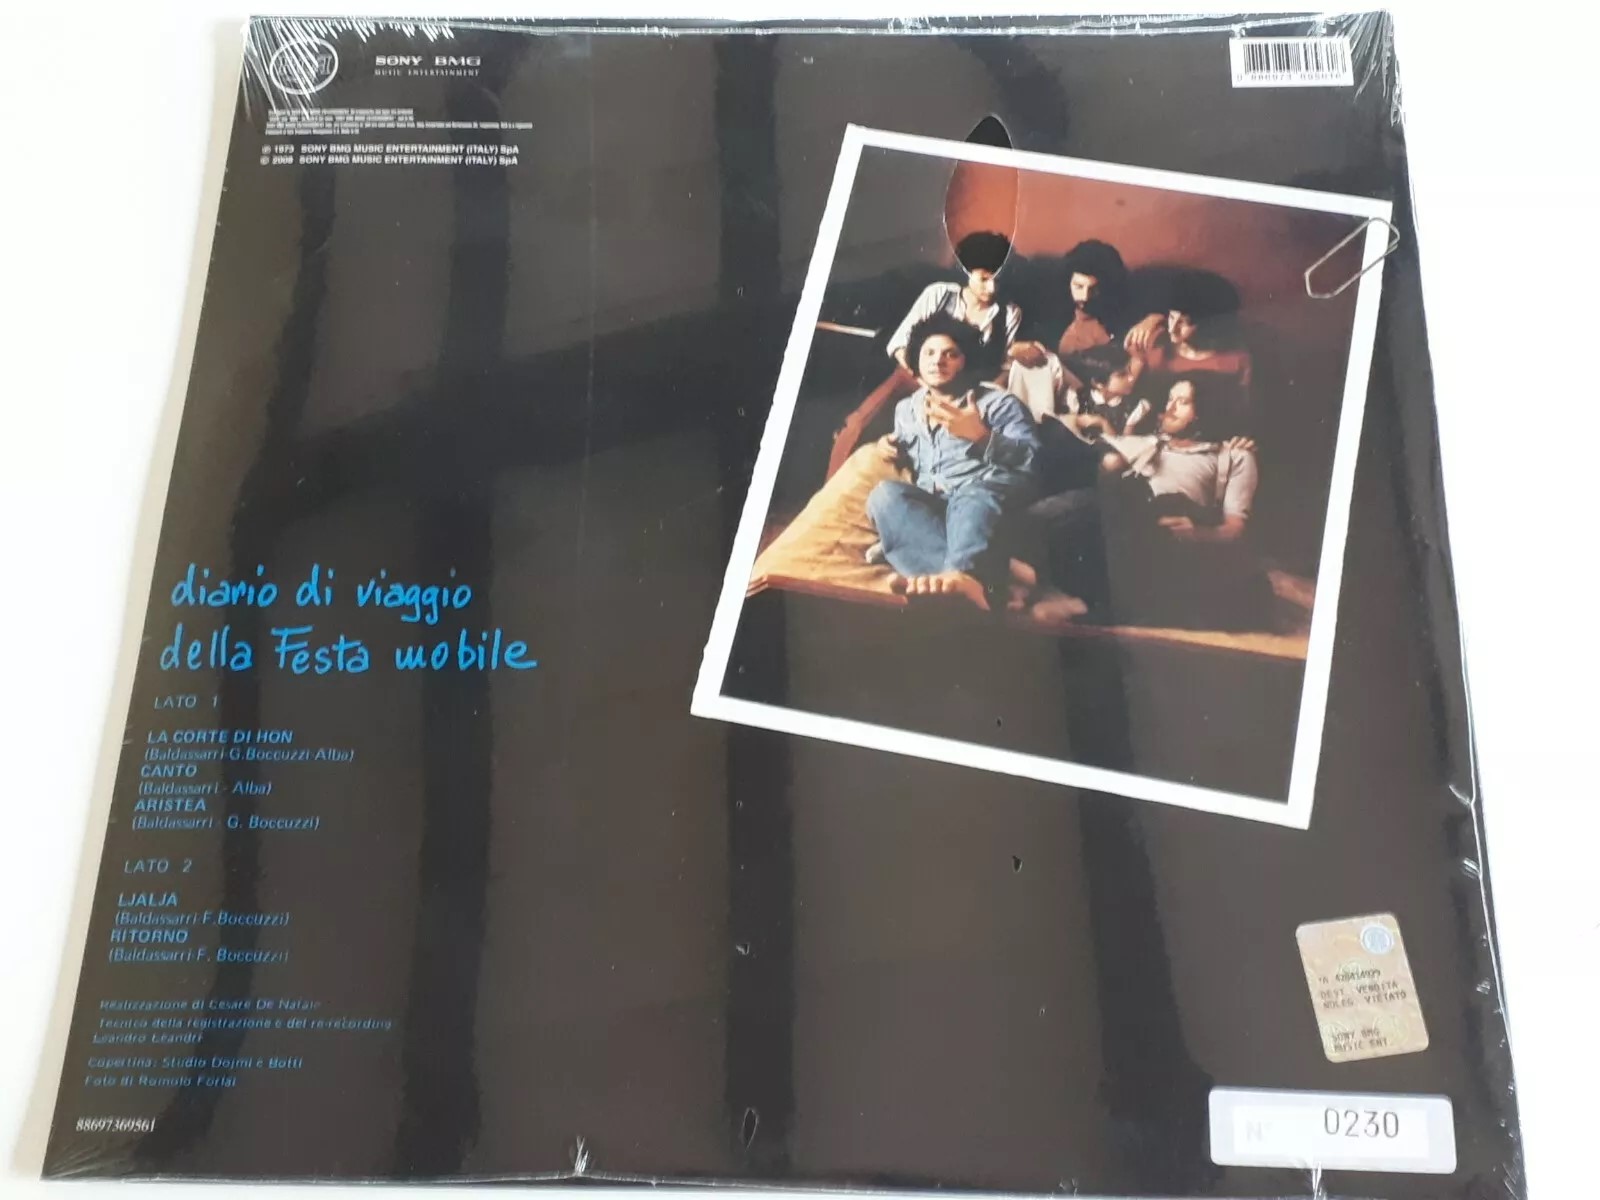 SONY BMG
MUSIC ENTERTAINMENT
℗ 1973 SONY BMG MUSIC ENTERTAINMENT (ITALY) SpA
© 2008 SONY BMG MUSIC ENTERTAINMENT (ITALY) SpA
diario di viaggio
della Festa mobile
LATO 1
LA CORTE DI HON
(Baldassarri-G.Boccuzzi-Alba)
CANTO
(Baldassarri - Alba)
ARISTEA
(Baldassarri - G. Boccuzzi)
LATO 2
LJALJA
(Baldassarri-F.Boccuzzi)
RITORNO
(Baldassarri-F. Boccuzzi)
Realizzazione di Cesare De Natale
Tecnico della registrazione e del re-recording
Leandro Leandri
Copertina: Studio Dojmi e Botti
Foto di Romolo Forlai
88697369561
DEST. VENDITA
NOLEG. VIETATO
SONY BMG
MUSIC ENT
N° 0230